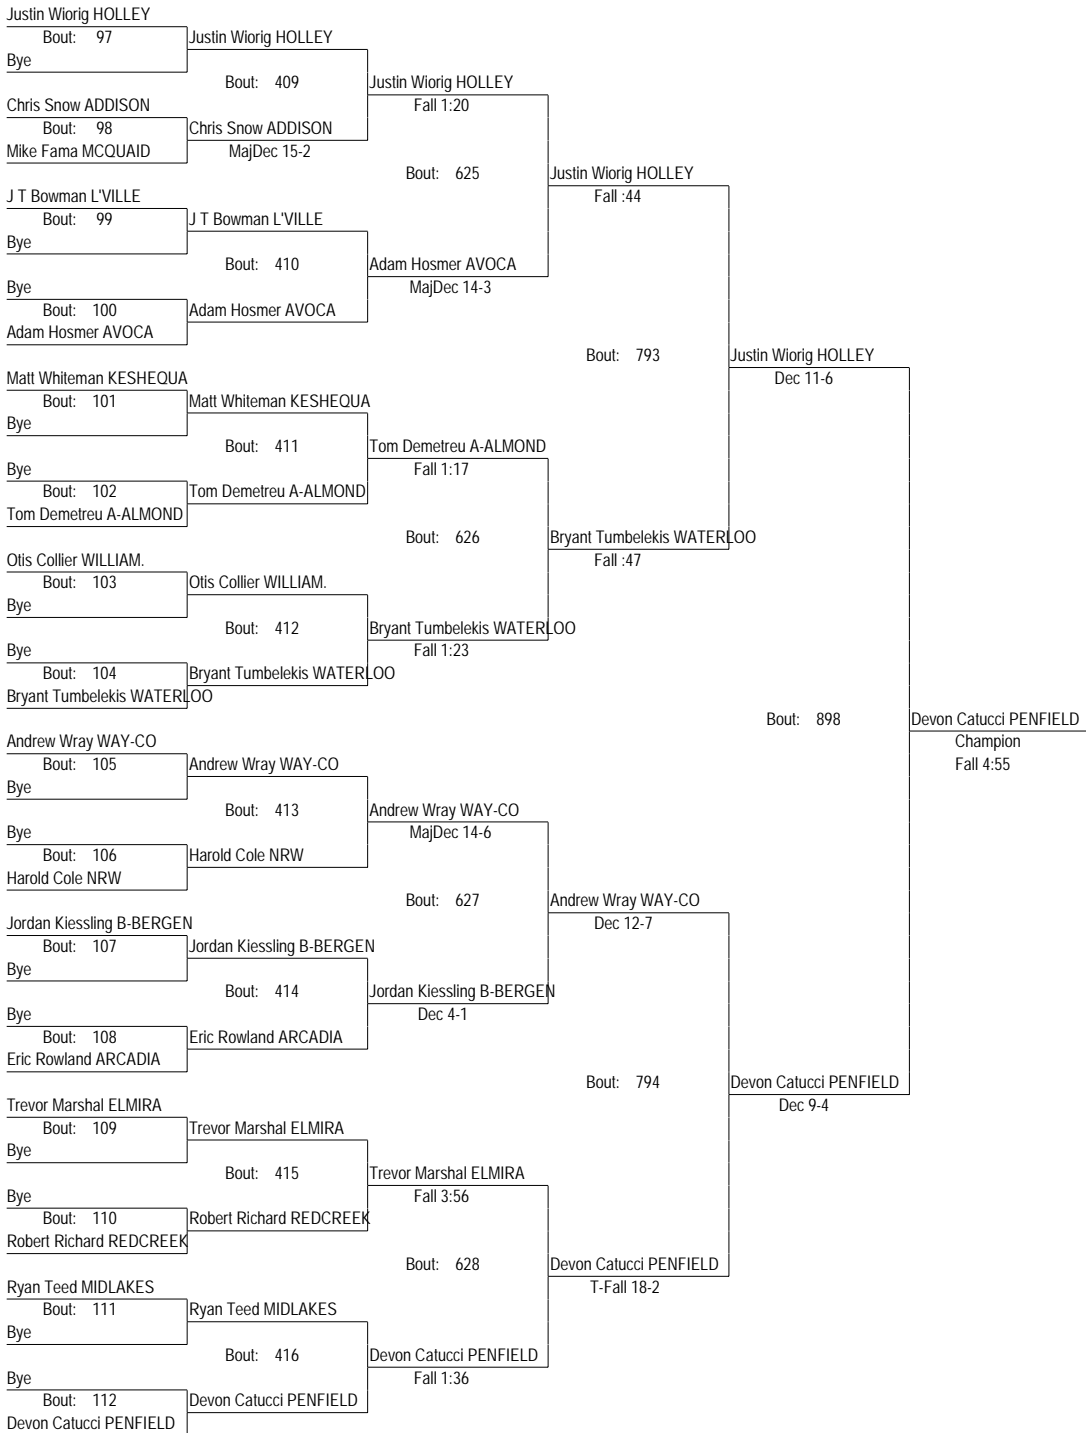 Justin Wiorig HOLLEY
Bout: 97 Justin Wiorig HOLLEY
Bye
Bout: 409 Justin Wiorig HOLLEY
Chris Snow ADDISON Fall 1:20
Bout: 98 Chris Snow ADDISON
Mike Fama MCQUAID MajDec 15-2
Bout: 625 Justin Wiorig HOLLEY
J T Bowman L'VILLE Fall :44
Bout: 99 J T Bowman L'VILLE
Bye
Bout: 410 Adam Hosmer AVOCA
Bye MajDec 14-3
Bout: 100 Adam Hosmer AVOCA
Adam Hosmer AVOCA
Bout: 793 Justin Wiorig HOLLEY
Matt Whiteman KESHEQUA Dec 11-6
Bout: 101 Matt Whiteman KESHEQUA
Bye
Bout: 411 Tom Demetreu A-ALMOND
Bye Fall 1:17
Bout: 102 Tom Demetreu A-ALMOND
Tom Demetreu A-ALMOND
Bout: 626 Bryant Tumbelekis WATERLOO
Otis Collier WILLIAM. Fall :47
Bout: 103 Otis Collier WILLIAM.
Bye
Bout: 412 Bryant Tumbelekis WATERLOO
Bye Fall 1:23
Bout: 104 Bryant Tumbelekis WATERLOO
Bryant Tumbelekis WATERLOO
Bout: 898 Devon Catucci PENFIELD
Andrew Wray WAY-CO Champion
Bout: 105 Andrew Wray WAY-CO Fall 4:55
Bye
Bout: 413 Andrew Wray WAY-CO
Bye MajDec 14-6
Bout: 106 Harold Cole NRW
Harold Cole NRW
Bout: 627 Andrew Wray WAY-CO
Jordan Kiessling B-BERGEN Dec 12-7
Bout: 107 Jordan Kiessling B-BERGEN
Bye
Bout: 414 Jordan Kiessling B-BERGEN
Bye Dec 4-1
Bout: 108 Eric Rowland ARCADIA
Eric Rowland ARCADIA
Bout: 794 Devon Catucci PENFIELD
Trevor Marshal ELMIRA Dec 9-4
Bout: 109 Trevor Marshal ELMIRA
Bye
Bout: 415 Trevor Marshal ELMIRA
Bye Fall 3:56
Bout: 110 Robert Richard REDCREEK
Robert Richard REDCREEK
Bout: 628 Devon Catucci PENFIELD
Ryan Teed MIDLAKES T-Fall 18-2
Bout: 111 Ryan Teed MIDLAKES
Bye
Bout: 416 Devon Catucci PENFIELD
Bye Fall 1:36
Bout: 112 Devon Catucci PENFIELD
Devon Catucci PENFIELD